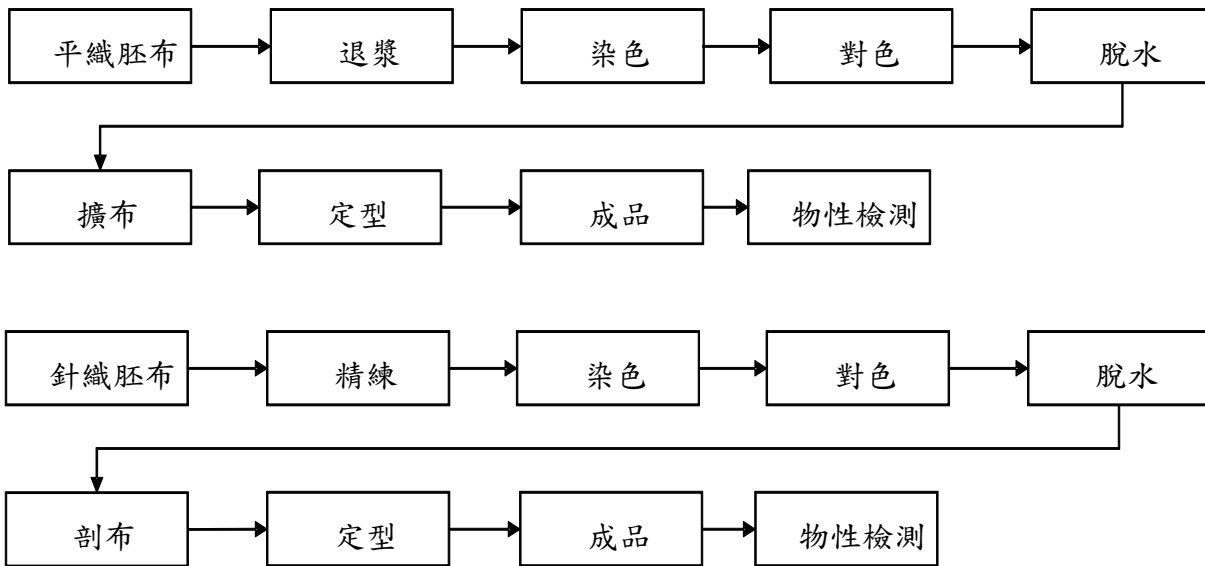 平織胚布 退漿 染色 對色 脫水
擴布 定型 成品 物性檢測
針織胚布 精練 染色 對色 脫水
剖布 定型 成品 物性檢測